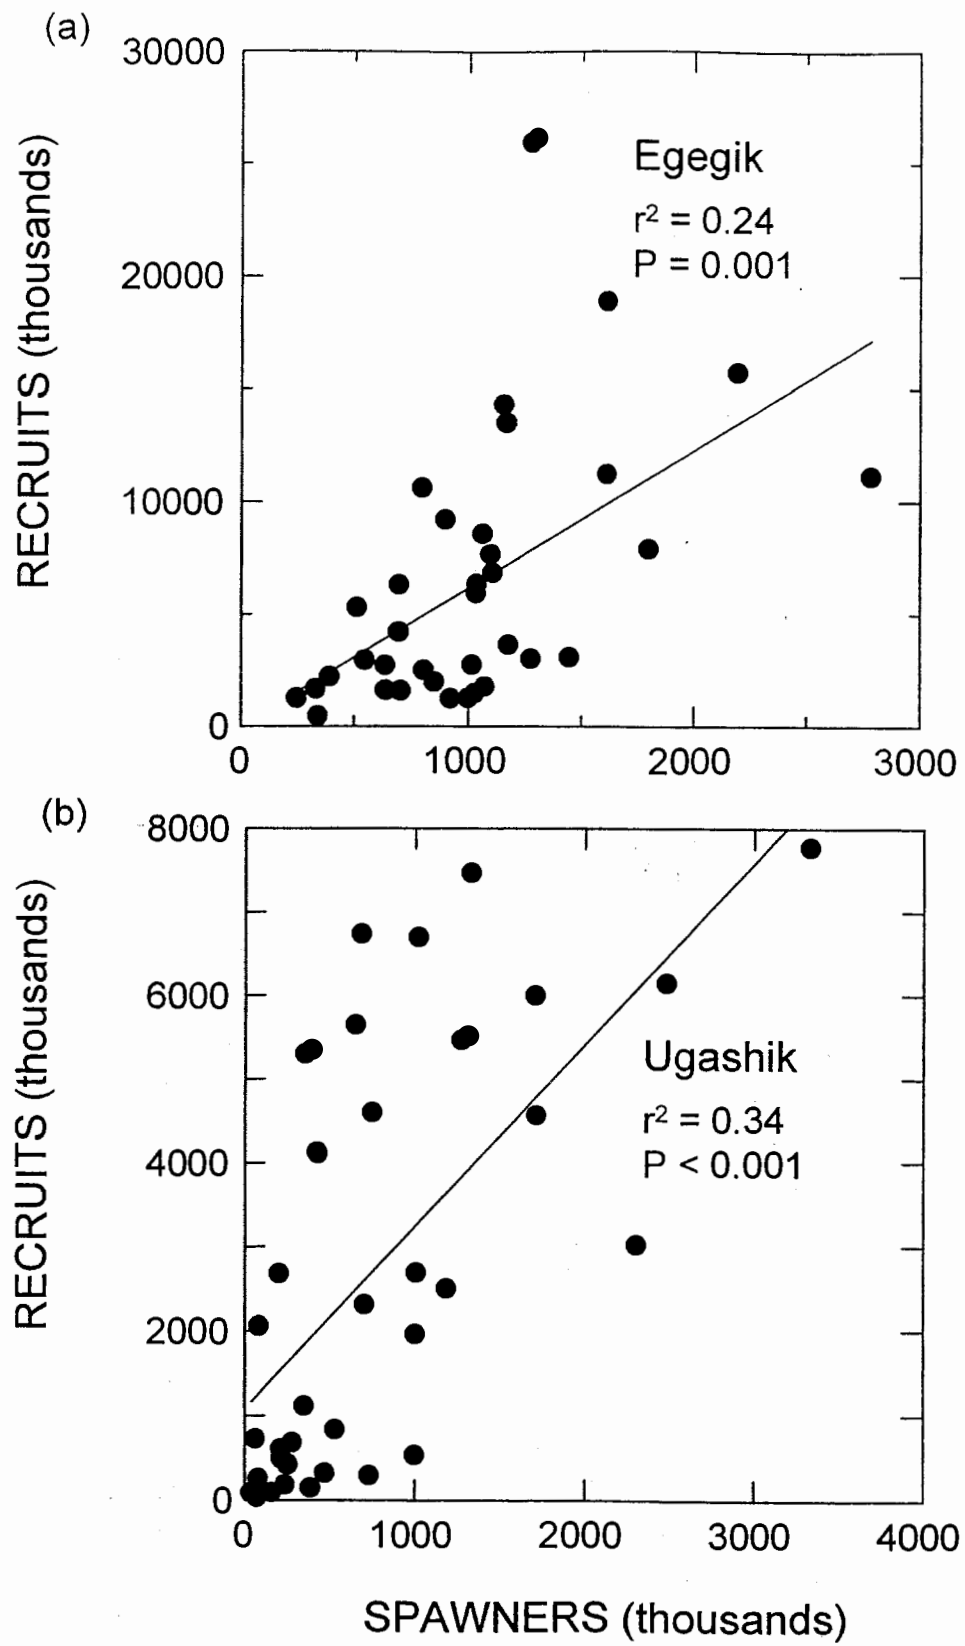 (a)
30000
20000
10000
0
RECRUITS (thousands)
Egegik
r² = 0.24
P = 0.001
0 1000 2000 3000
(b)
8000
6000
4000
2000
0
RECRUITS (thousands)
Ugashik
r² = 0.34
P < 0.001
0 1000 2000 3000 4000
SPAWNERS (thousands)